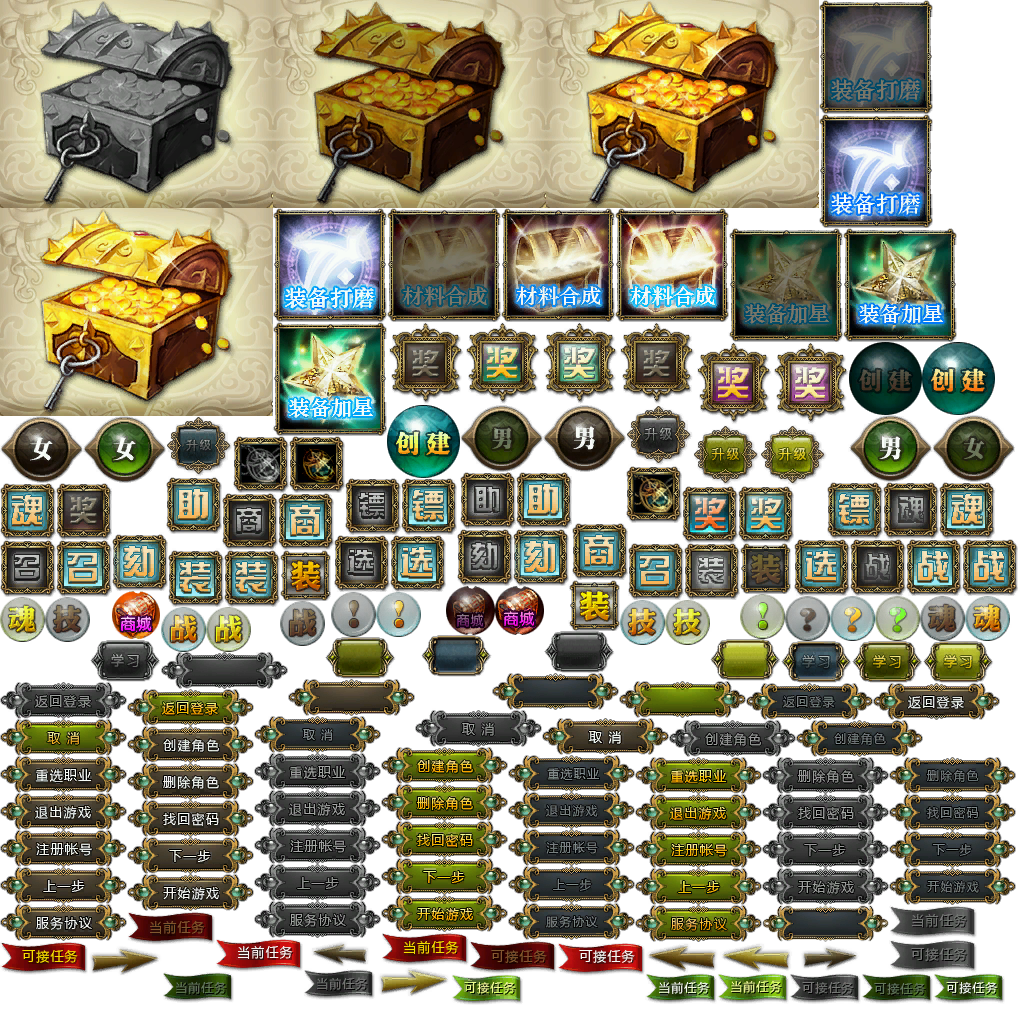 装备打磨
装备打磨
装备打磨
材料合成
材料合成
材料合成
装备加星
装备加星
装备加星
奖
奖
奖
奖
奖
奖
创建
创建
女
女
升级
创建
男
男
升级
升级
升级
男
女
魂
奖
助
商
商
镖
镖
助
助
奖
奖
镖
魂
魂
召
召
刻
装
装
装
选
选
刻
刻
商
召
装
装
选
战
战
战
魂
技
商城
战
战
战
!
!
商城
商城
装
技
技
!
?
?
?
魂
魂
学习
学习
学习
学习
返回登录
返回登录
返回登录
返回登录
取消
取消
取消
取消
创建角色
创建角色
创建角色
创建角色
重选职业
删除角色
重选职业
删除角色
重选职业
重选职业
删除角色
删除角色
退出游戏
找回密码
退出游戏
找回密码
退出游戏
退出游戏
找回密码
找回密码
注册帐号
下一步
注册帐号
下一步
注册帐号
注册帐号
下一步
下一步
上一步
开始游戏
上一步
开始游戏
上一步
上一步
开始游戏
开始游戏
服务协议
服务协议
服务协议
服务协议
当前任务
当前任务
可接任务
当前任务
当前任务
可接任务
可接任务
可接任务
当前任务
当前任务
可接任务
当前任务
当前任务
可接任务
可接任务
可接任务